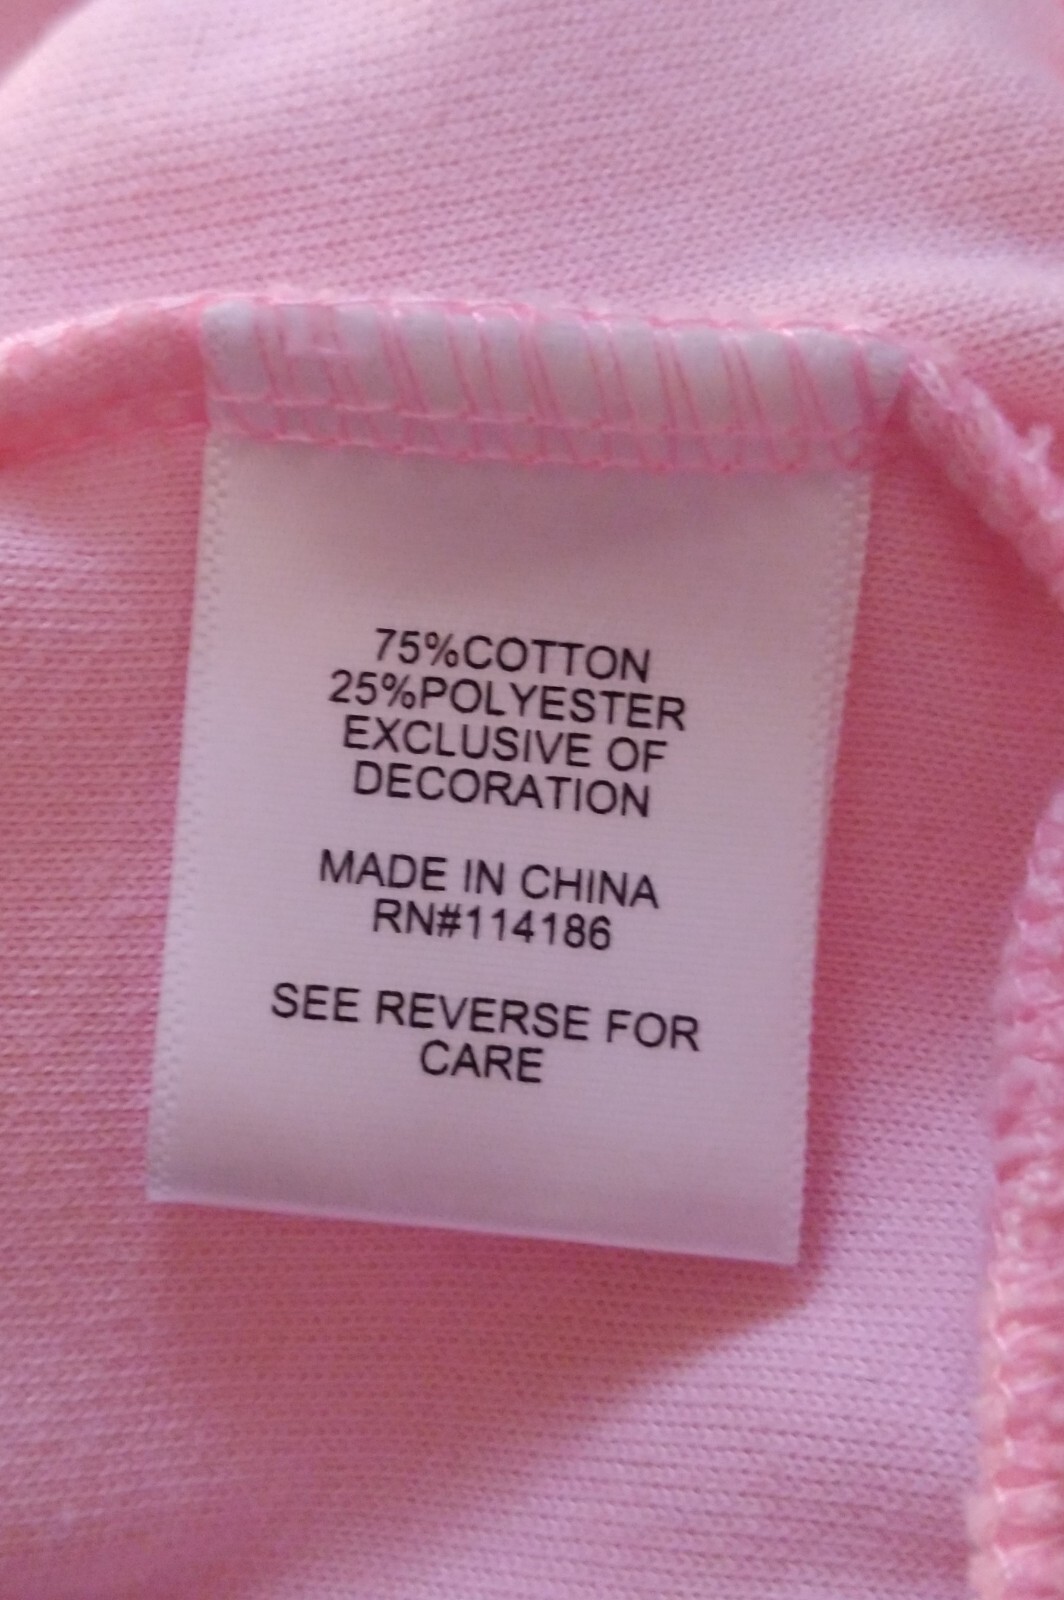 75%COTTON
25%POLYESTER
EXCLUSIVE OF
DECORATION
MADE IN CHINA
RN#114186
SEE REVERSE FOR
CARE